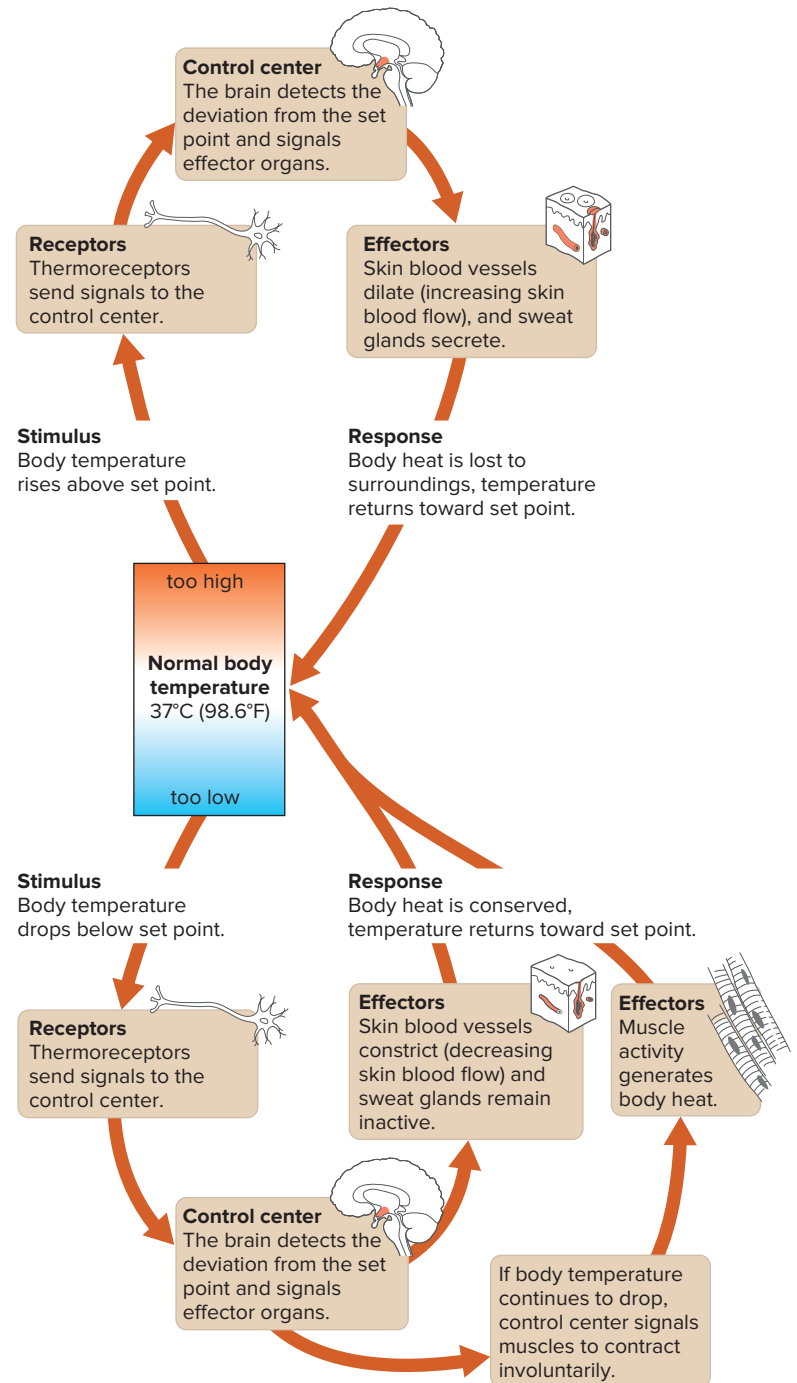 Control center
The brain detects the
deviation from the set
point and signals
effector organs.
Receptors
Thermoreceptors
send signals to the
control center.
Effectors
Skin blood vessels
dilate (increasing skin
blood flow), and sweat
glands secrete.
Stimulus
Body temperature
rises above set point.
Response
Body heat is lost to
surroundings, temperature
returns toward set point.
too high
Normal body
temperature
37°C (98.6°F)
too low
Stimulus
Body temperature
drops below set point.
Response
Body heat is conserved,
temperature returns toward set point.
Receptors
Thermoreceptors
send signals to the
control center.
Effectors
Skin blood vessels
constrict (decreasing
skin blood flow) and
sweat glands remain
inactive.
Effectors
Muscle
activity
generates
body heat.
Control center
The brain detects the
deviation from the set
point and signals
effector organs.
If body temperature
continues to drop,
control center signals
muscles to contract
involuntarily.